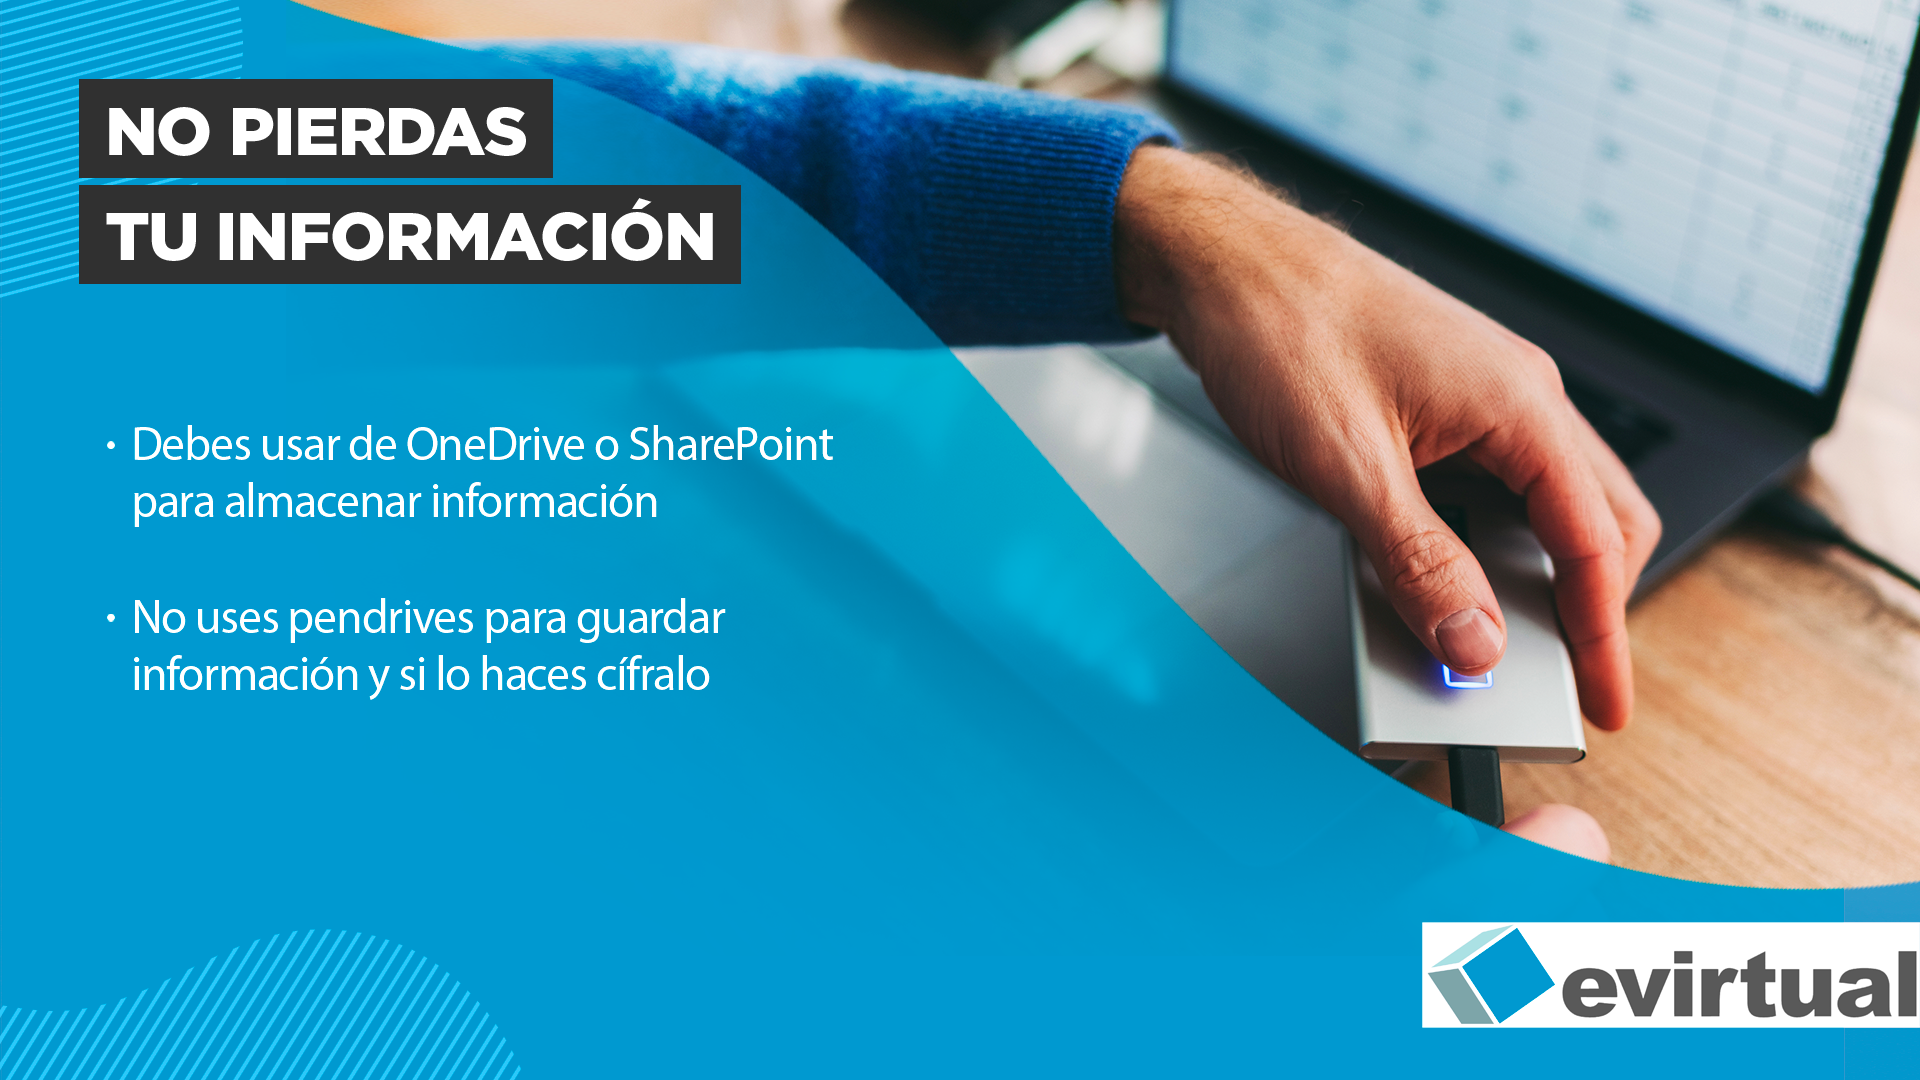 NO PIERDAS
TU INFORMACIÓN
• Debes usar de OneDrive o SharePoint
para almacenar información
• No uses pendrives para guardar
información y si lo haces cífralo
evirtual